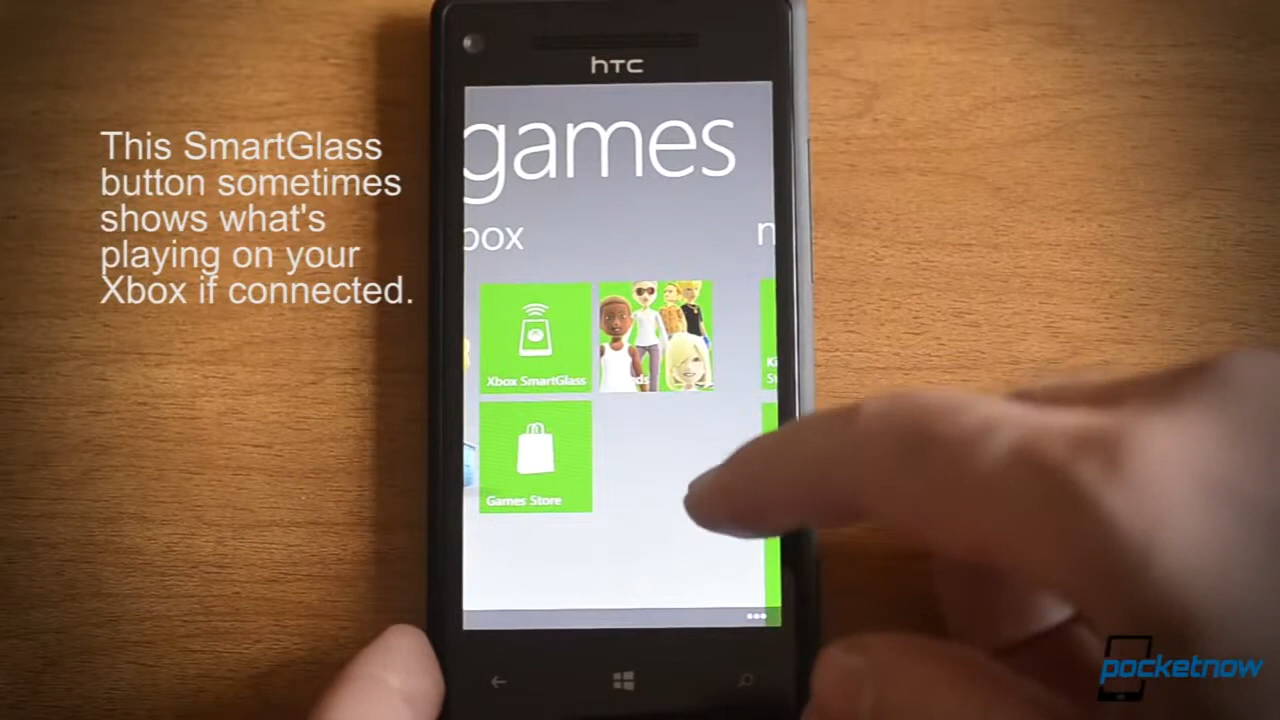 hTC
This SmartGlass
button sometimes
shows what's
playing on your
Xbox if connected.
games
box
Xbox SmartGlass
Games Store
pocketnow